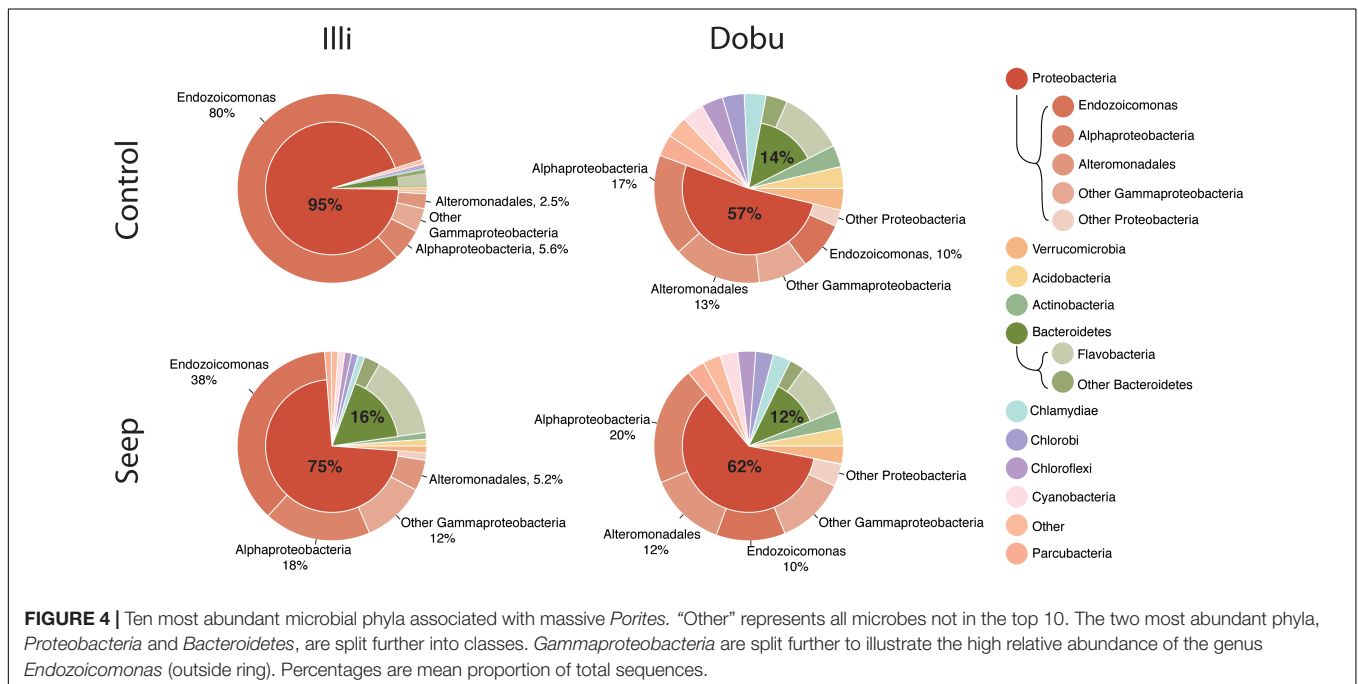 Illi
Dobu
Control
Endozoicomonas
80%
95%
Alteromonadales, 2.5%
Other
Gammaproteobacteria
Alphaproteobacteria, 5.6%
Alphaproteobacteria
17%
14%
57%
Other Proteobacteria
Endozoicomonas, 10%
Other Gammaproteobacteria
Alteromonadales
13%
Seep
Endozoicomonas
38%
16%
75%
Alteromonadales, 5.2%
Other Gammaproteobacteria
12%
Alphaproteobacteria
18%
Alphaproteobacteria
20%
12%
62%
Other Proteobacteria
Other Gammaproteobacteria
Alteromonadales
12%
Endozoicomonas
10%
Proteobacteria
Endozoicomonas
Alphaproteobacteria
Alteromonadales
Other Gammaproteobacteria
Other Proteobacteria
Verrucomicrobia
Acidobacteria
Actinobacteria
Bacteroidetes
Flavobacteria
Other Bacteroidetes
Chlamydiae
Chlorobi
Chloroflexi
Cyanobacteria
Other
Parcubacteria
FIGURE 4 | Ten most abundant microbial phyla associated with massive Porites. “Other” represents all microbes not in the top 10. The two most abundant phyla,
Proteobacteria and Bacteroidetes, are split further into classes. Gammaproteobacteria are split further to illustrate the high relative abundance of the genus
Endozoicomonas (outside ring). Percentages are mean proportion of total sequences.